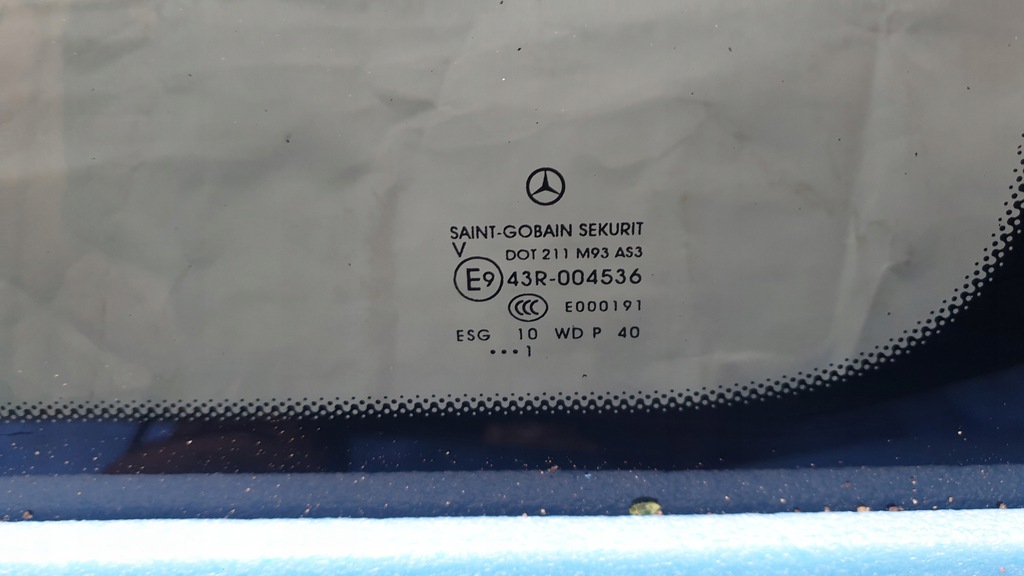 SAINT-GOBAIN SEKURIT
V
DOT 211 M93 AS3
E9 43R-004536
CCC E000191
ESG 10 WD P 40
•••1